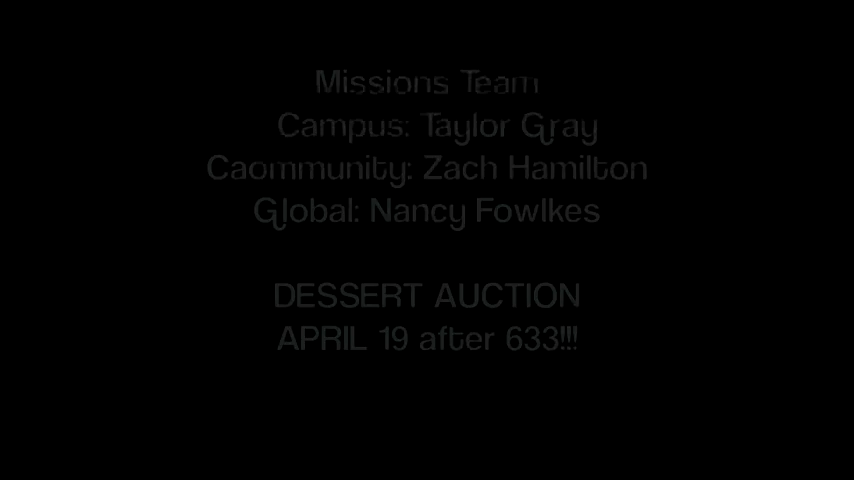 Missions Team
Campus: Taylor Gray
Caommunity: Zach Hamilton
Global: Nancy Fowlkes
DESSERT AUCTION
APRIL 19 after 633!!!